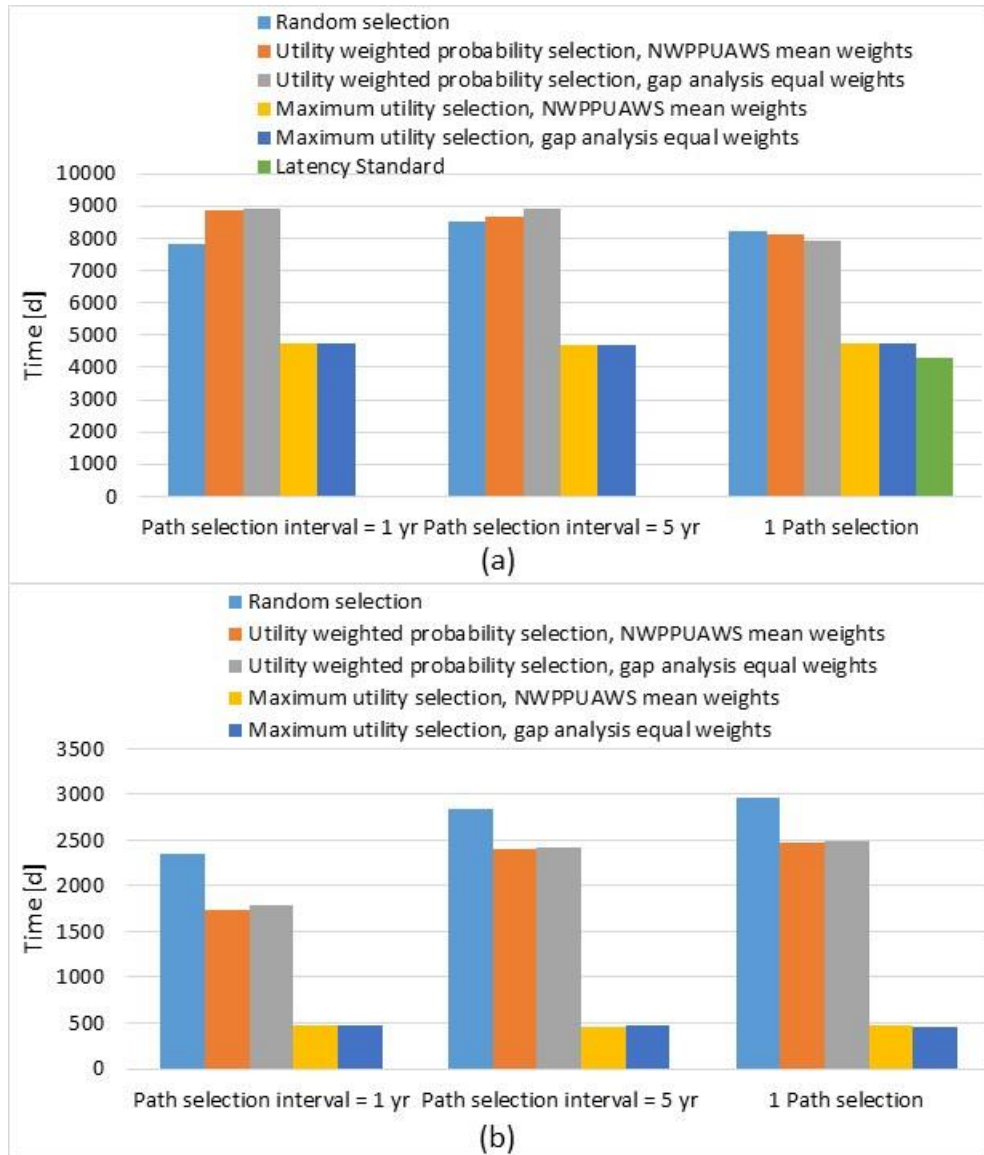 Random selection
Utility weighted probability selection, NWPPUAWS mean weights
Utility weighted probability selection, gap analysis equal weights
Maximum utility selection, NWPPUAWS mean weights
Maximum utility selection, gap analysis equal weights
Latency Standard
10000
9000
8000
7000
6000
5000
4000
3000
2000
1000
0
Time [d]
Path selection interval = 1 yr Path selection interval = 5 yr 1 Path selection
(a)
Random selection
Utility weighted probability selection, NWPPUAWS mean weights
Utility weighted probability selection, gap analysis equal weights
Maximum utility selection, NWPPUAWS mean weights
Maximum utility selection, gap analysis equal weights
3500
3000
2500
2000
1500
1000
500
0
Time [d]
Path selection interval = 1 yr Path selection interval = 5 yr 1 Path selection
(b)